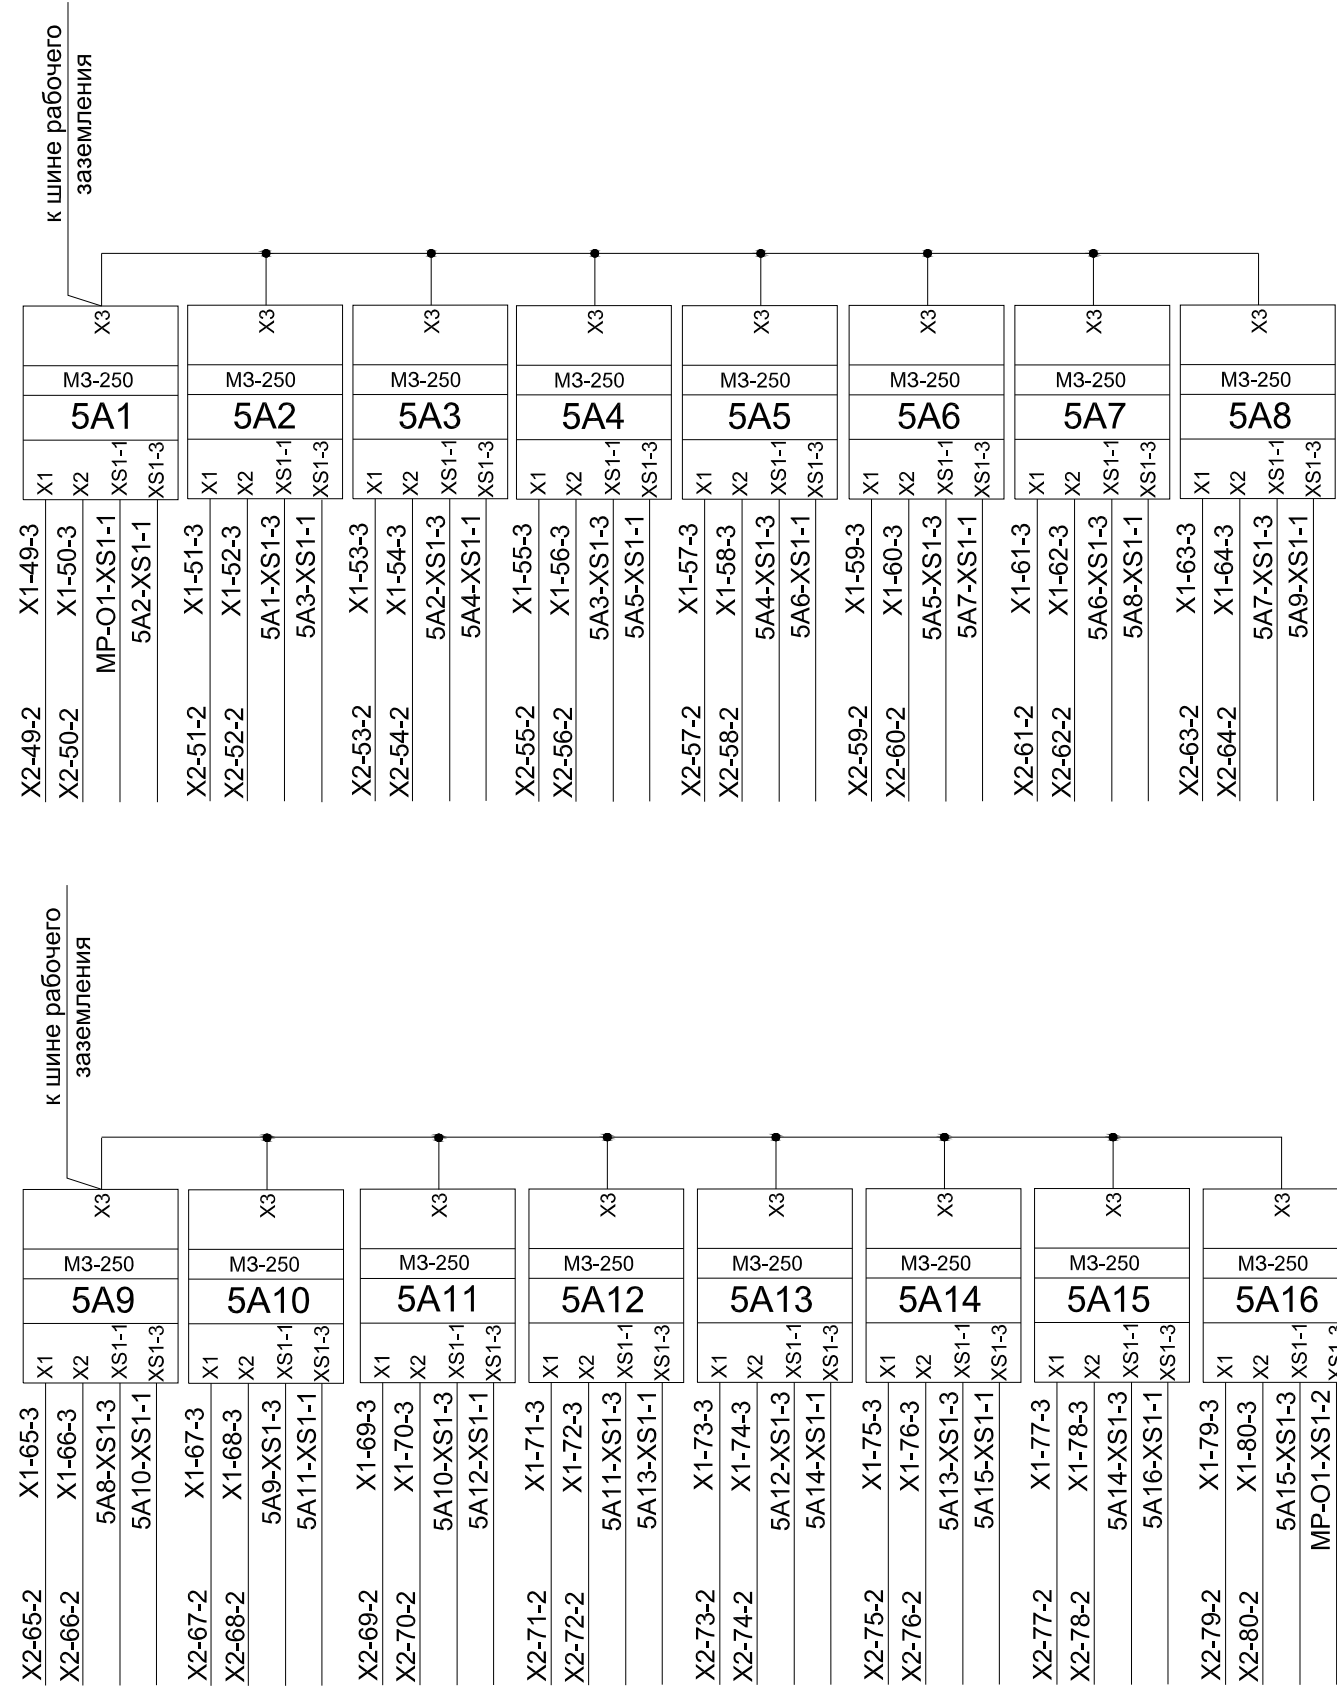 к шине рабочего
заземления
X3
X3
X3
X3
X3
X3
X3
X3
М3-250
М3-250
М3-250
М3-250
М3-250
М3-250
М3-250
М3-250
5A1
5A2
5A3
5A4
5A5
5A6
5A7
5A8
X1
X2
XS1-1
XS1-3
X1
X2
XS1-1
XS1-3
X1
X2
XS1-1
XS1-3
X1
X2
XS1-1
XS1-3
X1
X2
XS1-1
XS1-3
X1
X2
XS1-1
XS1-3
X1
X2
XS1-1
XS1-3
X1
X2
XS1-1
XS1-3
X2-49-2 X1-49-3
X2-50-2 X1-50-3
MP-O1-XS1-1
5A2-XS1-1
X2-51-2 X1-51-3
X2-52-2 X1-52-3
5A1-XS1-3
5A3-XS1-1
X2-53-2 X1-53-3
X2-54-2 X1-54-3
5A2-XS1-3
5A4-XS1-1
X2-55-2 X1-55-3
X2-56-2 X1-56-3
5A3-XS1-3
5A5-XS1-1
X2-57-2 X1-57-3
X2-58-2 X1-58-3
5A4-XS1-3
5A6-XS1-1
X2-59-2 X1-59-3
X2-60-2 X1-60-3
5A5-XS1-3
5A7-XS1-1
X2-61-2 X1-61-3
X2-62-2 X1-62-3
5A6-XS1-3
5A8-XS1-1
X2-63-2 X1-63-3
X2-64-2 X1-64-3
5A7-XS1-3
5A9-XS1-1
к шине рабочего
заземления
X3
X3
X3
X3
X3
X3
X3
X3
М3-250
М3-250
М3-250
М3-250
М3-250
М3-250
М3-250
М3-250
5A9
5A10
5A11
5A12
5A13
5A14
5A15
5A16
X1
X2
XS1-1
XS1-3
X1
X2
XS1-1
XS1-3
X1
X2
XS1-1
XS1-3
X1
X2
XS1-1
XS1-3
X1
X2
XS1-1
XS1-3
X1
X2
XS1-1
XS1-3
X1
X2
XS1-1
XS1-3
X1
X2
XS1-1
XS1-3
X2-65-2 X1-65-3
X2-66-2 X1-66-3
5A8-XS1-3
5A10-XS1-1
X2-67-2 X1-67-3
X2-68-2 X1-68-3
5A9-XS1-3
5A11-XS1-1
X2-69-2 X1-69-3
X2-70-2 X1-70-3
5A10-XS1-3
5A12-XS1-1
X2-71-2 X1-71-3
X2-72-2 X1-72-3
5A11-XS1-3
5A13-XS1-1
X2-73-2 X1-73-3
X2-74-2 X1-74-3
5A12-XS1-3
5A14-XS1-1
X2-75-2 X1-75-3
X2-76-2 X1-76-3
5A13-XS1-3
5A15-XS1-1
X2-77-2 X1-77-3
X2-78-2 X1-78-3
5A14-XS1-3
5A16-XS1-1
X2-79-2 X1-79-3
X2-80-2 X1-80-3
5A15-XS1-3
MP-O1-XS1-2